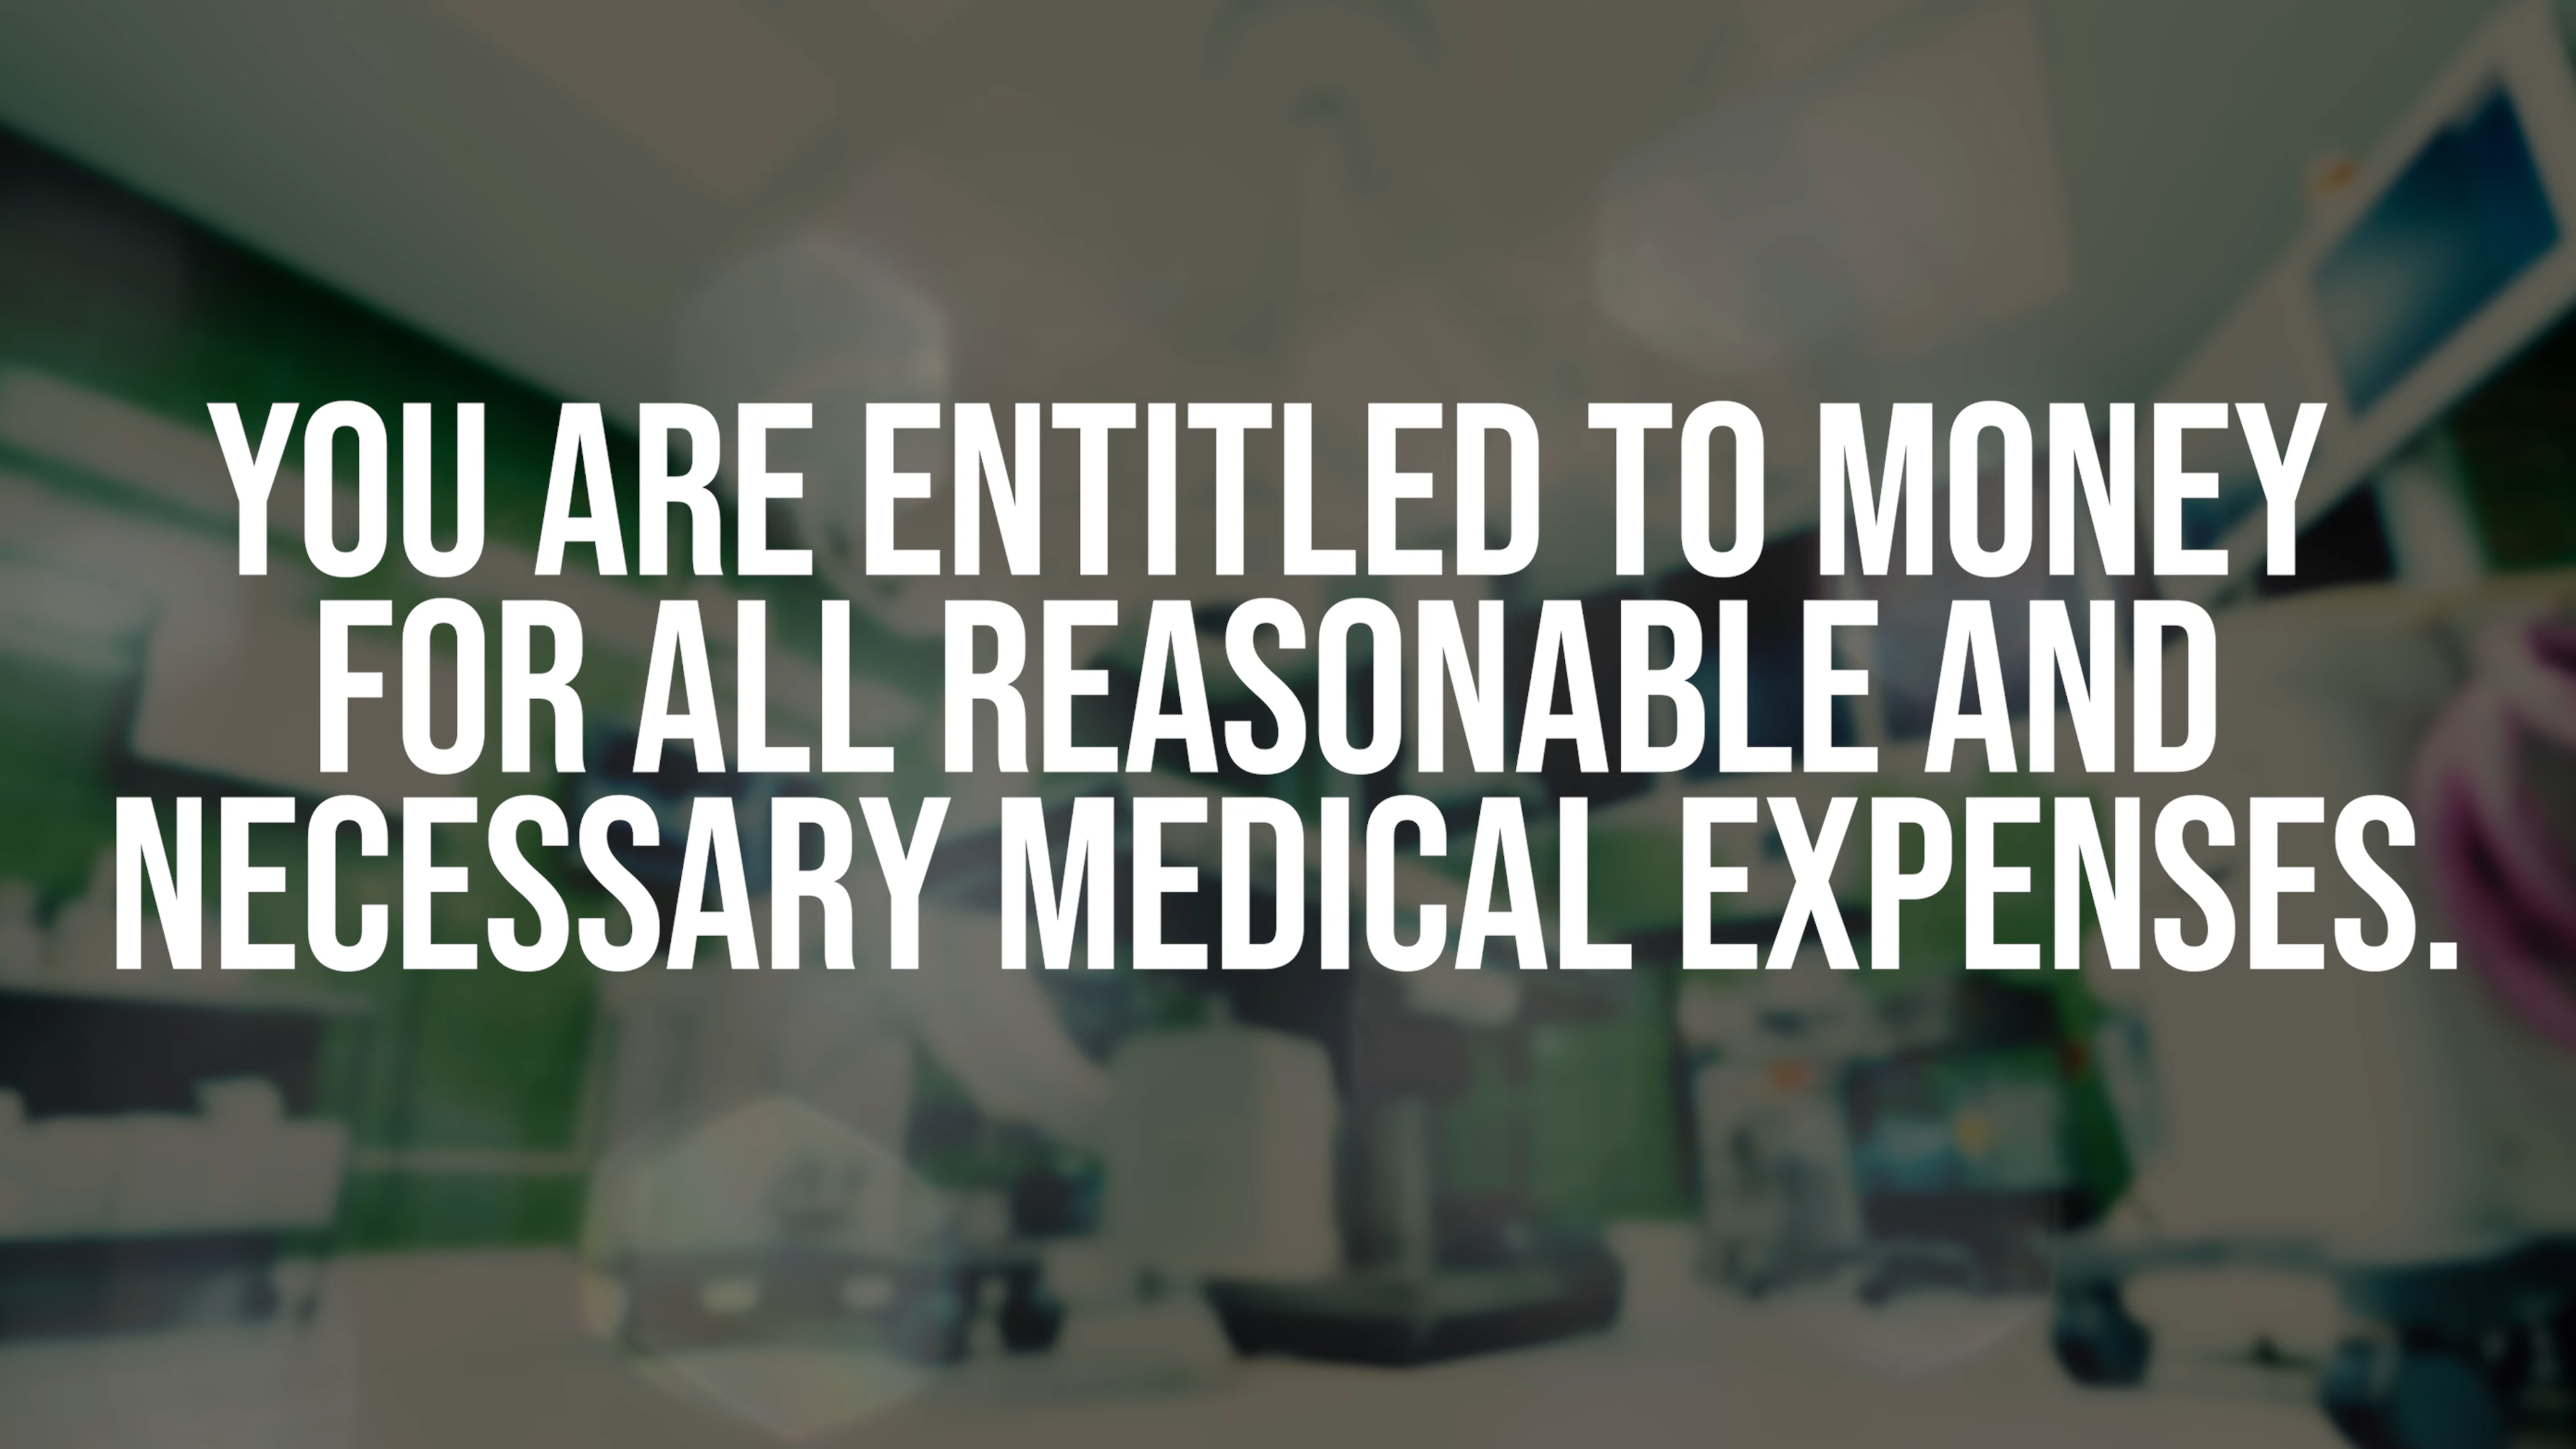 YOU ARE ENTITLED TO MONEY
FOR ALL REASONABLE AND
NECESSARY MEDICAL EXPENSES.